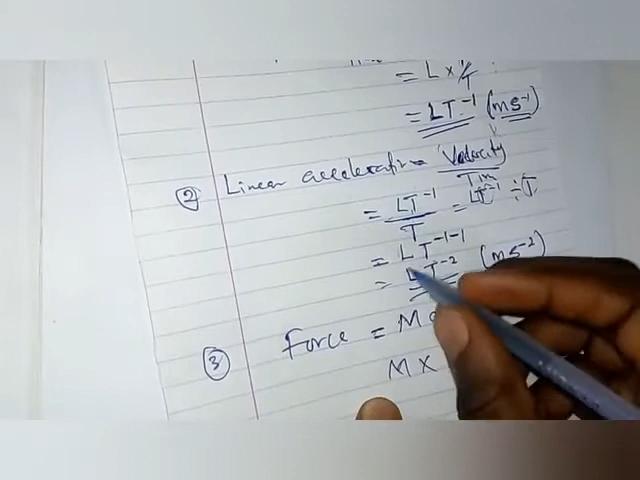 = L × 1/T
= LT⁻¹ (ms⁻¹)
② Linear acceleration = Velocity / Time
= LT⁻¹ / T = LT⁻¹ ÷ T
= L T⁻¹⁻¹
= LT⁻² (ms⁻²)
③ Force = M
M ×